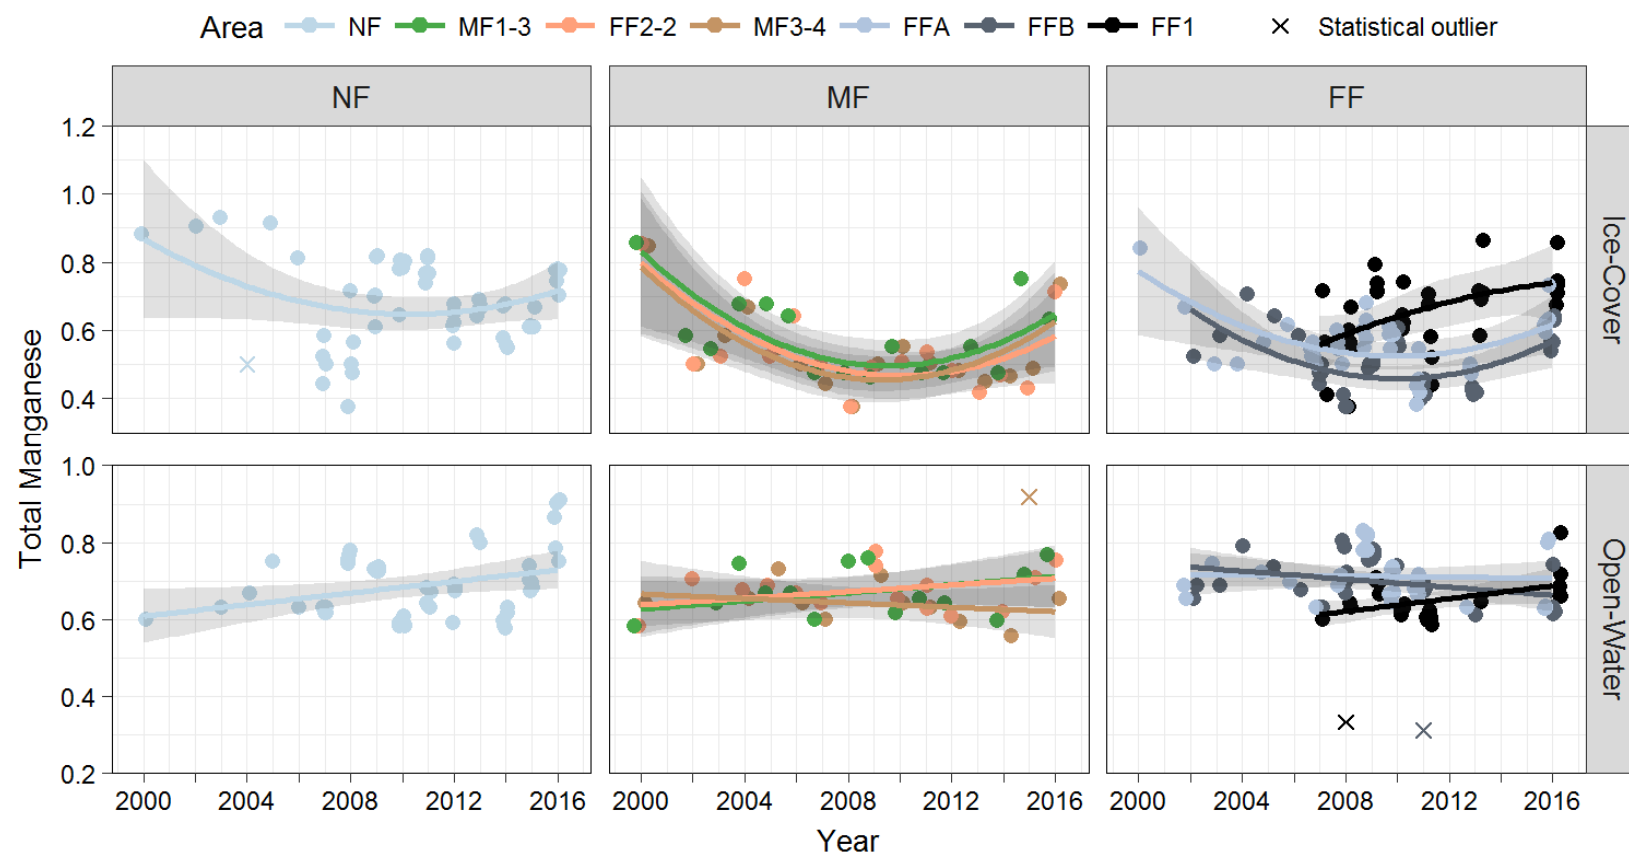 Area NF MF1-3 FF2-2 MF3-4 FFA FFB FF1 Statistical outlier
NF MF FF
1.2
1.0
0.8
0.6
0.4
Ice-Cover
Total Manganese
1.0
0.8
0.6
0.4
0.2
Open-Water
2000 2004 2008 2012 2016 2000 2004 2008 2012 2016 2000 2004 2008 2012 2016
Year